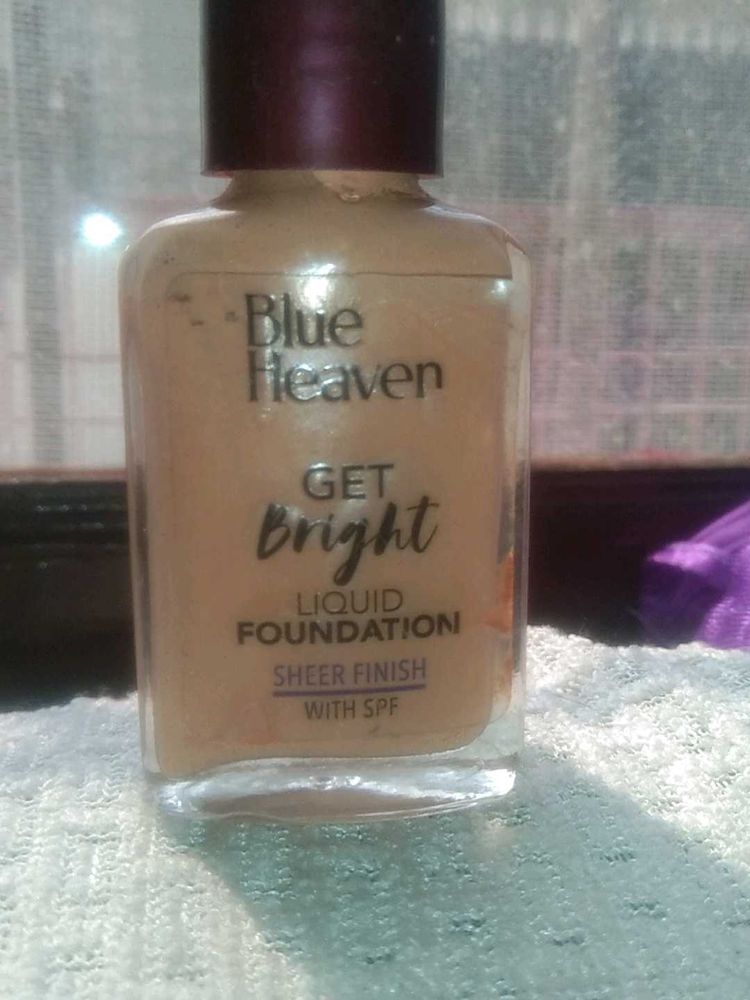 Blue
Heaven
GET
Bright
LIQUID
FOUNDATION
SHEER FINISH
WITH SPF